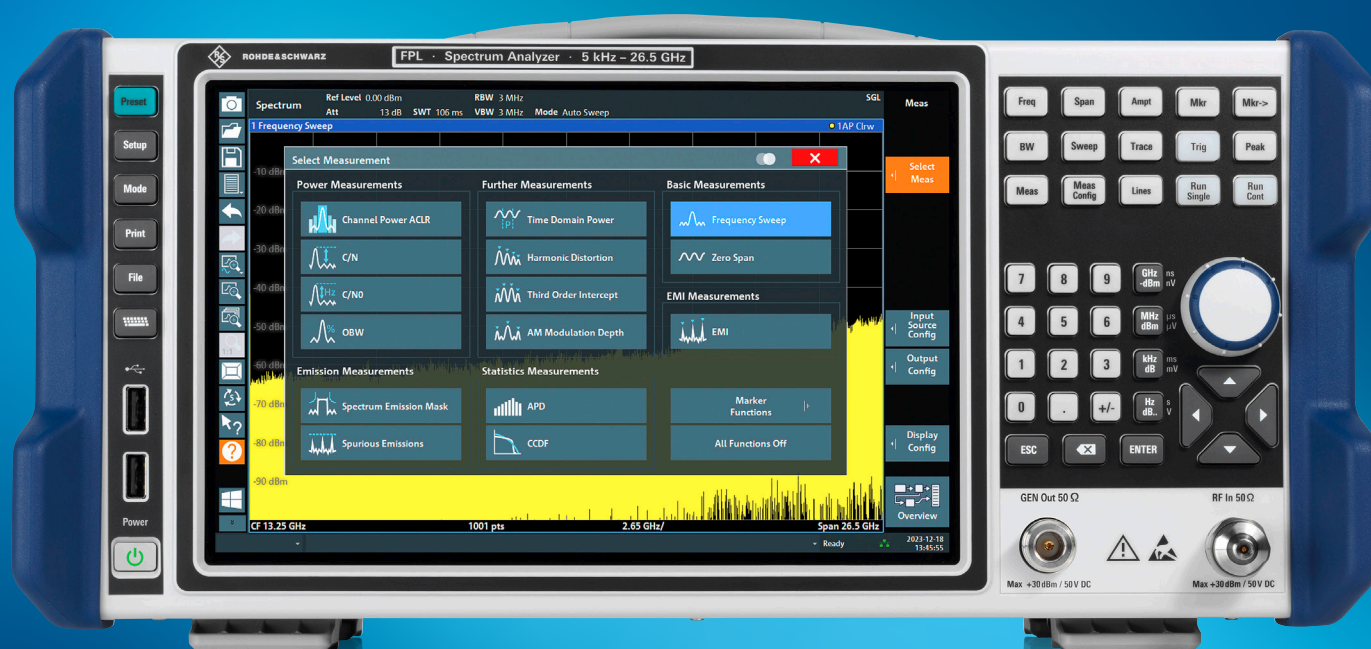 ROHDE&SCHWARZ
FPL · Spectrum Analyzer · 5 kHz – 26.5 GHz
Preset
Setup
Mode
Print
File
Power
Spectrum
Ref Level 0.00 dBm
RBW 3 MHz
SGL
Att 13 dB SWT 106 ms VBW 3 MHz Mode Auto Sweep
1 Frequency Sweep
1AP Clrw
Select Measurement
X
Power Measurements
Channel Power ACLR
C/N
C/N0
OBW
Further Measurements
Time Domain Power
Harmonic Distortion
Third Order Intercept
AM Modulation Depth
Basic Measurements
Frequency Sweep
Zero Span
EMI Measurements
EMI
Emission Measurements
Spectrum Emission Mask
Spurious Emissions
Statistics Measurements
APD
CCDF
Marker
Functions
All Functions Off
-10 dBm
-20 dBm
-30 dBm
-40 dBm
-50 dBm
-60 dBm
-70 dBm
-80 dBm
-90 dBm
CF 13.25 GHz
1001 pts
2.65 GHz/
Span 26.5 GHz
Ready
2023-12-18
13:45:55
Meas
Select
Meas
Input
Source
Config
Output
Config
Display
Config
Overview
Freq
Span
Ampt
Mkr
Mkr->
BW
Sweep
Trace
Trig
Peak
Meas
Meas
Config
Lines
Run
Single
Run
Cont
7
8
9
GHz
-dBm
ns
nV
4
5
6
MHz
dBm
µs
µV
1
2
3
kHz
dB
ms
mV
0
.
+/-
Hz
dB..
s
V
ESC
ENTER
GEN Out 50 Ω
RF In 50 Ω
Max +30 dBm / 50 V DC
Max +30 dBm / 50 V DC